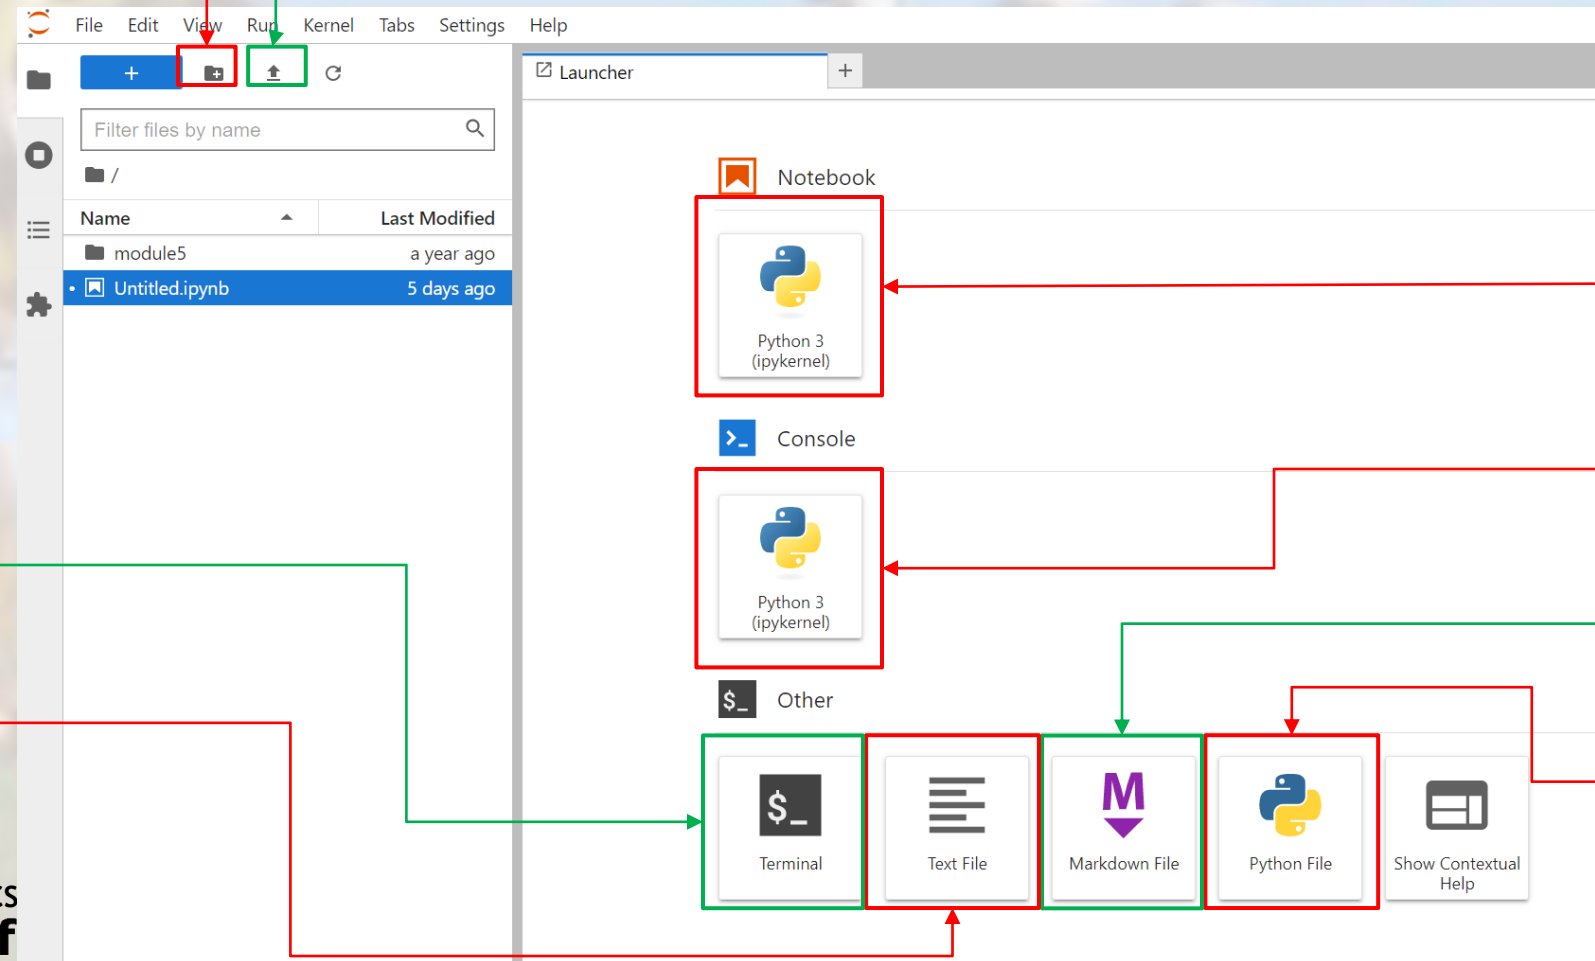 File Edit View Run Kernel Tabs Settings Help
+
Launcher
+
Filter files by name
/
Name Last Modified
module5 a year ago
Untitled.ipynb 5 days ago
Notebook
Python 3
(ipykernel)
>_ Console
Python 3
(ipykernel)
$_ Other
$_
M
Terminal
Text File
Markdown File
Python File
Show Contextual
Help